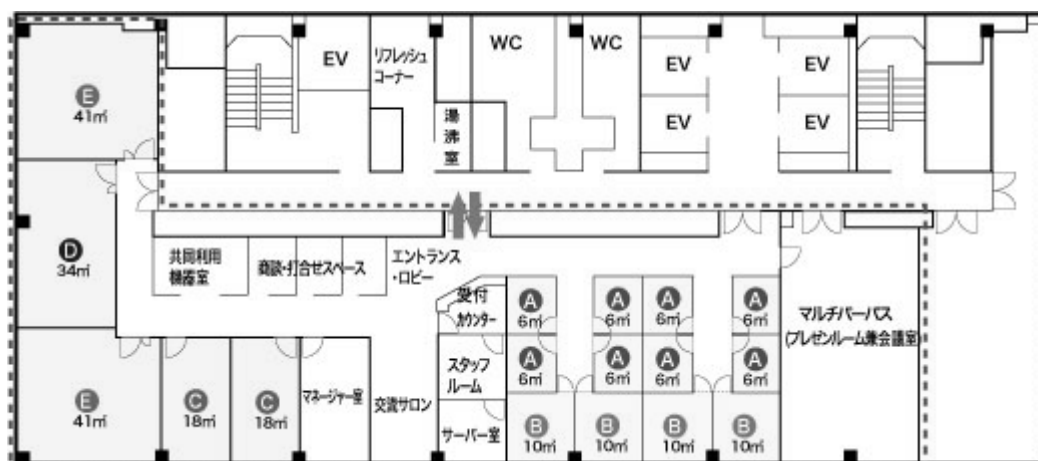 EV
リフレッシュ
コーナー
WC
WC
EV
EV
EV
EV
湯沸室
E
41㎡
D
34㎡
共同利用
機器室
商談・打合せスペース
エントランス
・ロビー
受付
カウンター
A
6㎡
A
6㎡
A
6㎡
A
6㎡
マルチパーパス
(プレゼンルーム兼会議室)
スタッフ
ルーム
A
6㎡
A
6㎡
A
6㎡
A
6㎡
E
41㎡
C
18㎡
C
18㎡
マネージャー室
交流サロン
サーバー室
B
10㎡
B
10㎡
B
10㎡
B
10㎡